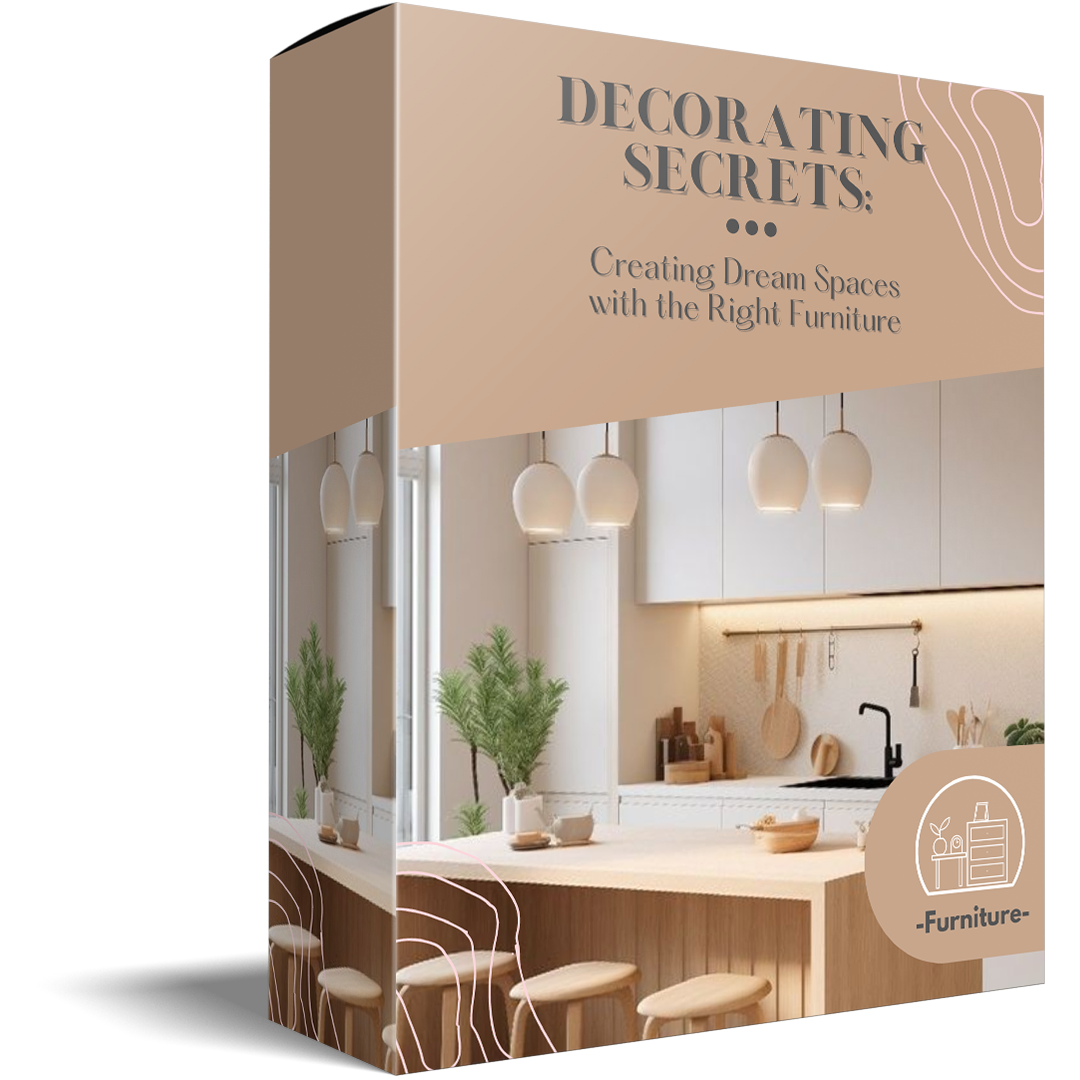 DECORATING
SECRETS:
Creating Dream Spaces
with the Right Furniture
-Furniture-